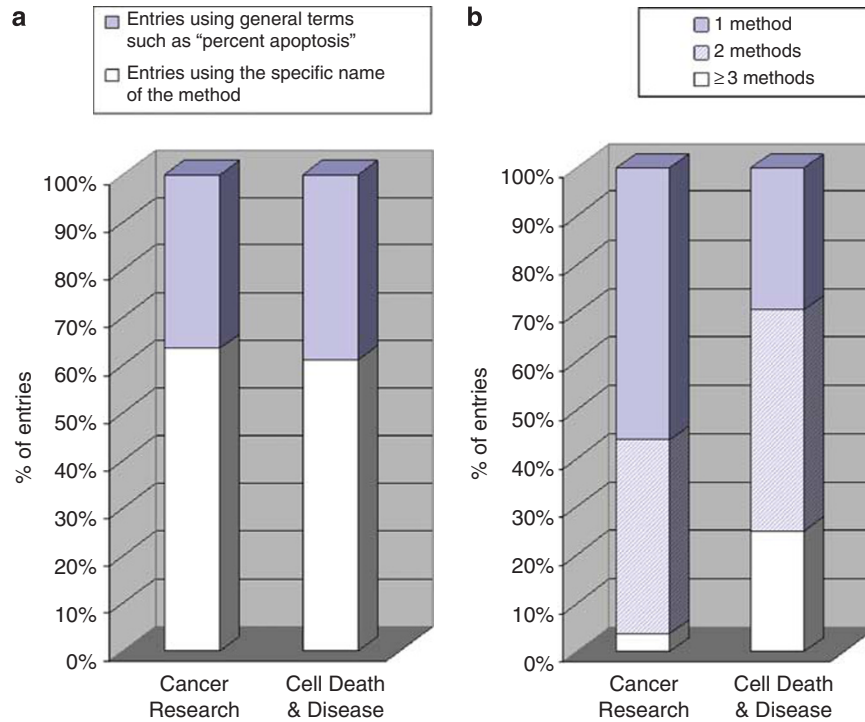 a
Entries using general terms
such as “percent apoptosis”
Entries using the specific name
of the method
100%
90%
80%
70%
60%
50%
40%
30%
20%
10%
0%
% of entries
Cancer
Research
Cell Death
& Disease
b
1 method
2 methods
≥3 methods
100%
90%
80%
70%
60%
50%
40%
30%
20%
10%
0%
% of entries
Cancer
Research
Cell Death
& Disease